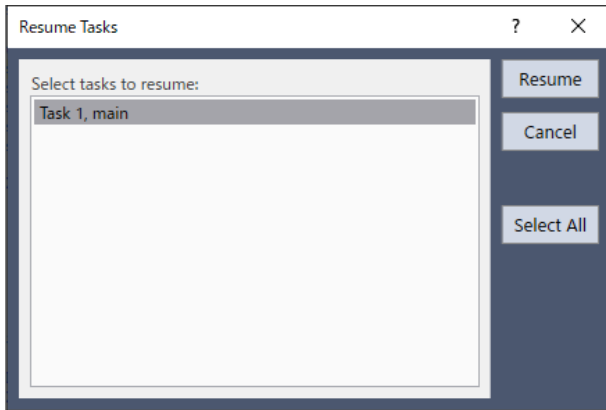 Resume Tasks
?
Select tasks to resume:
Task 1, main
Resume
Cancel
Select All